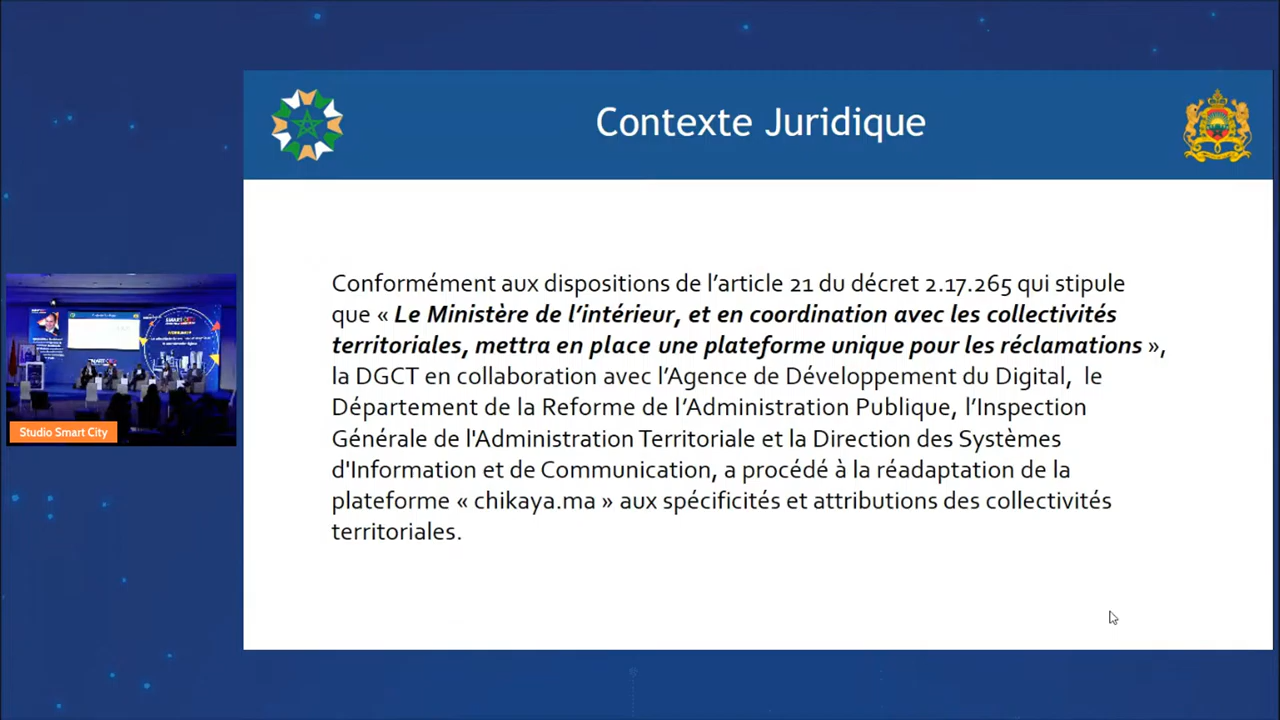 Contexte Juridique
Conformément aux dispositions de l’article 21 du décret 2.17.265 qui stipule
que « Le Ministère de l’intérieur, et en coordination avec les collectivités
territoriales, mettra en place une plateforme unique pour les réclamations »,
la DGCT en collaboration avec l’Agence de Développement du Digital, le
Département de la Reforme de l’Administration Publique, l’Inspection
Générale de l'Administration Territoriale et la Direction des Systèmes
d'Information et de Communication, a procédé à la réadaptation de la
plateforme « chikaya.ma » aux spécificités et attributions des collectivités
territoriales.
Studio Smart City